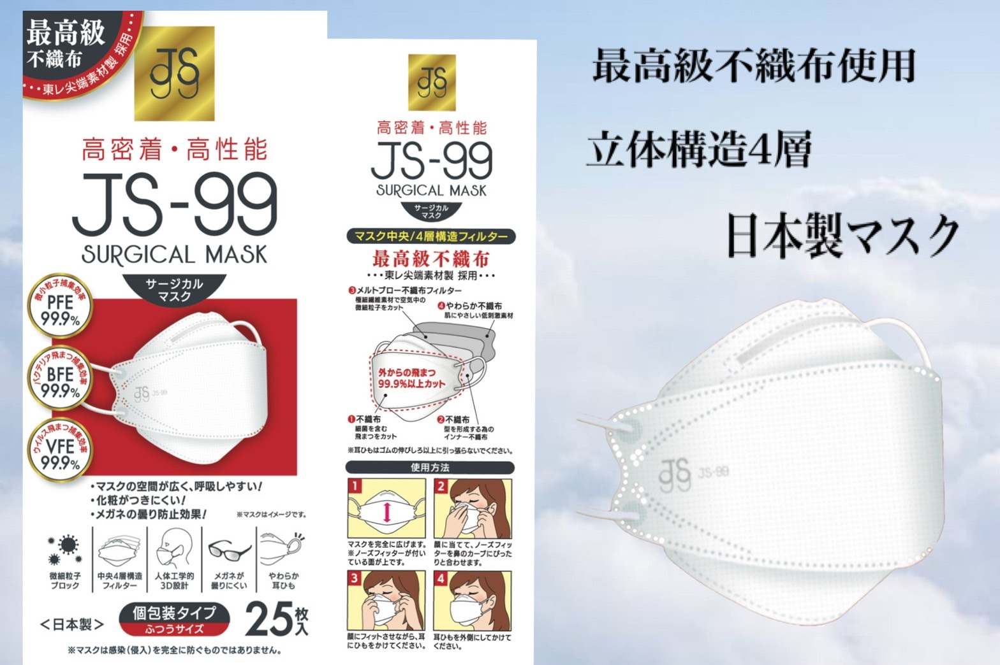 最高級
不織布
・・・東レ尖端素材製 採用・・・
JS
高密着・高性能
JS-99
SURGICAL MASK
サージカル
マスク
微小粒子捕集効率
PFE
99.9%
バクテリア飛まつ捕集効率
BFE
99.9%
ウイルス飛まつ捕集効率
VFE
99.9%
JS JS-99
・マスクの空間が広く、呼吸しやすい!
・化粧がつきにくい!
・メガネの曇り防止効果!
※マスクはイメージです。
微細粒子
ブロック
中央4層構造
フィルター
人体工学的
3D設計
メガネが
曇りにくい
やわらか
耳ひも
<日本製>
個包装タイプ
ふつうサイズ
25枚入
※マスクは感染(侵入)を完全に防ぐものではありません。
JS
高密着・高性能
JS-99
SURGICAL MASK
サージカル
マスク
マスク中央/4層構造フィルター
最高級不織布
・・・東レ尖端素材製 採用・・・
❸メルトブロー不織布フィルター
極細繊維素材で空気中の
微細粒子をカット
❹やわらか不織布
肌にやさしい低刺激素材
外からの飛まつ
99.9%以上カット
❶不織布
細菌を含む
飛まつをカット
❷不織布
型を形成する為の
インナー不織布
※耳ひもはゴムの伸びしろ以上に引っ張らないでください。
使用方法
1
マスクを完全に広げます。
※ノーズフィッターが付い
ている面が上です。
2
顔に当てて、ノーズフィッ
ターを鼻のカーブにぴった
りと合わせます。
3
顔にフィットさせながら、耳
にひもをかけてください。
4
耳ひもを外側にしてかけて
ください。
最高級不織布使用
立体構造4層
日本製マスク
JS JS-99